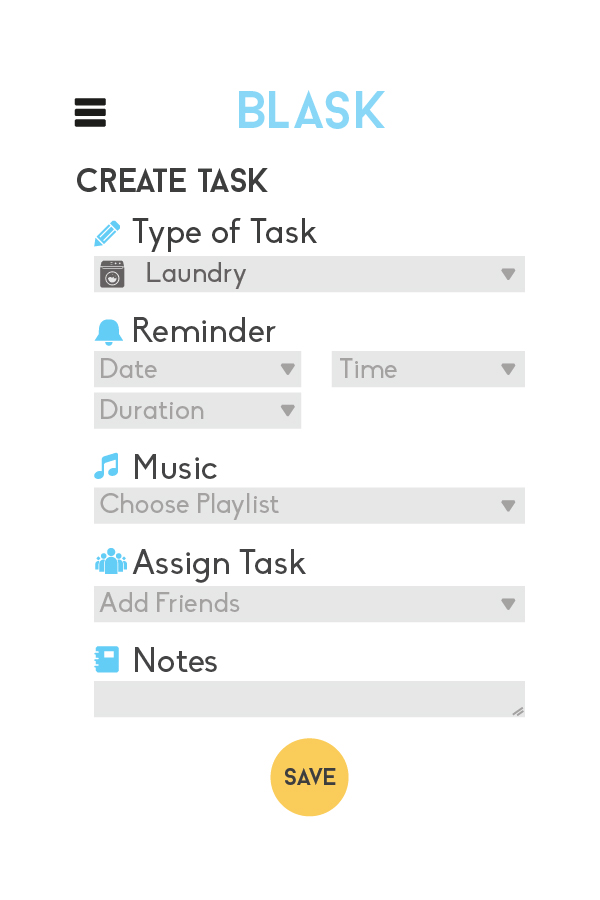 BLASK
CREATE TASK
Type of Task
Laundry
Reminder
Date Time
Duration
Music
Choose Playlist
Assign Task
Add Friends
Notes
SAVE